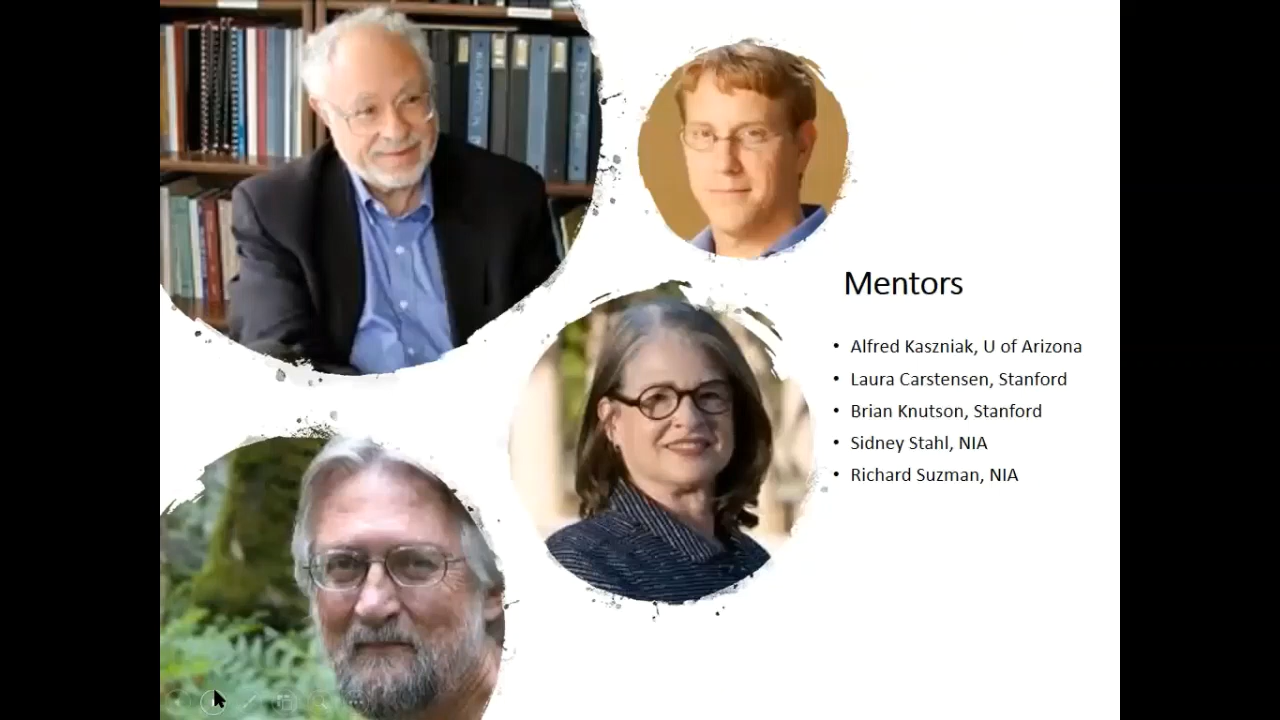 Mentors
• Alfred Kaszniak, U of Arizona
• Laura Carstensen, Stanford
• Brian Knutson, Stanford
• Sidney Stahl, NIA
• Richard Suzman, NIA